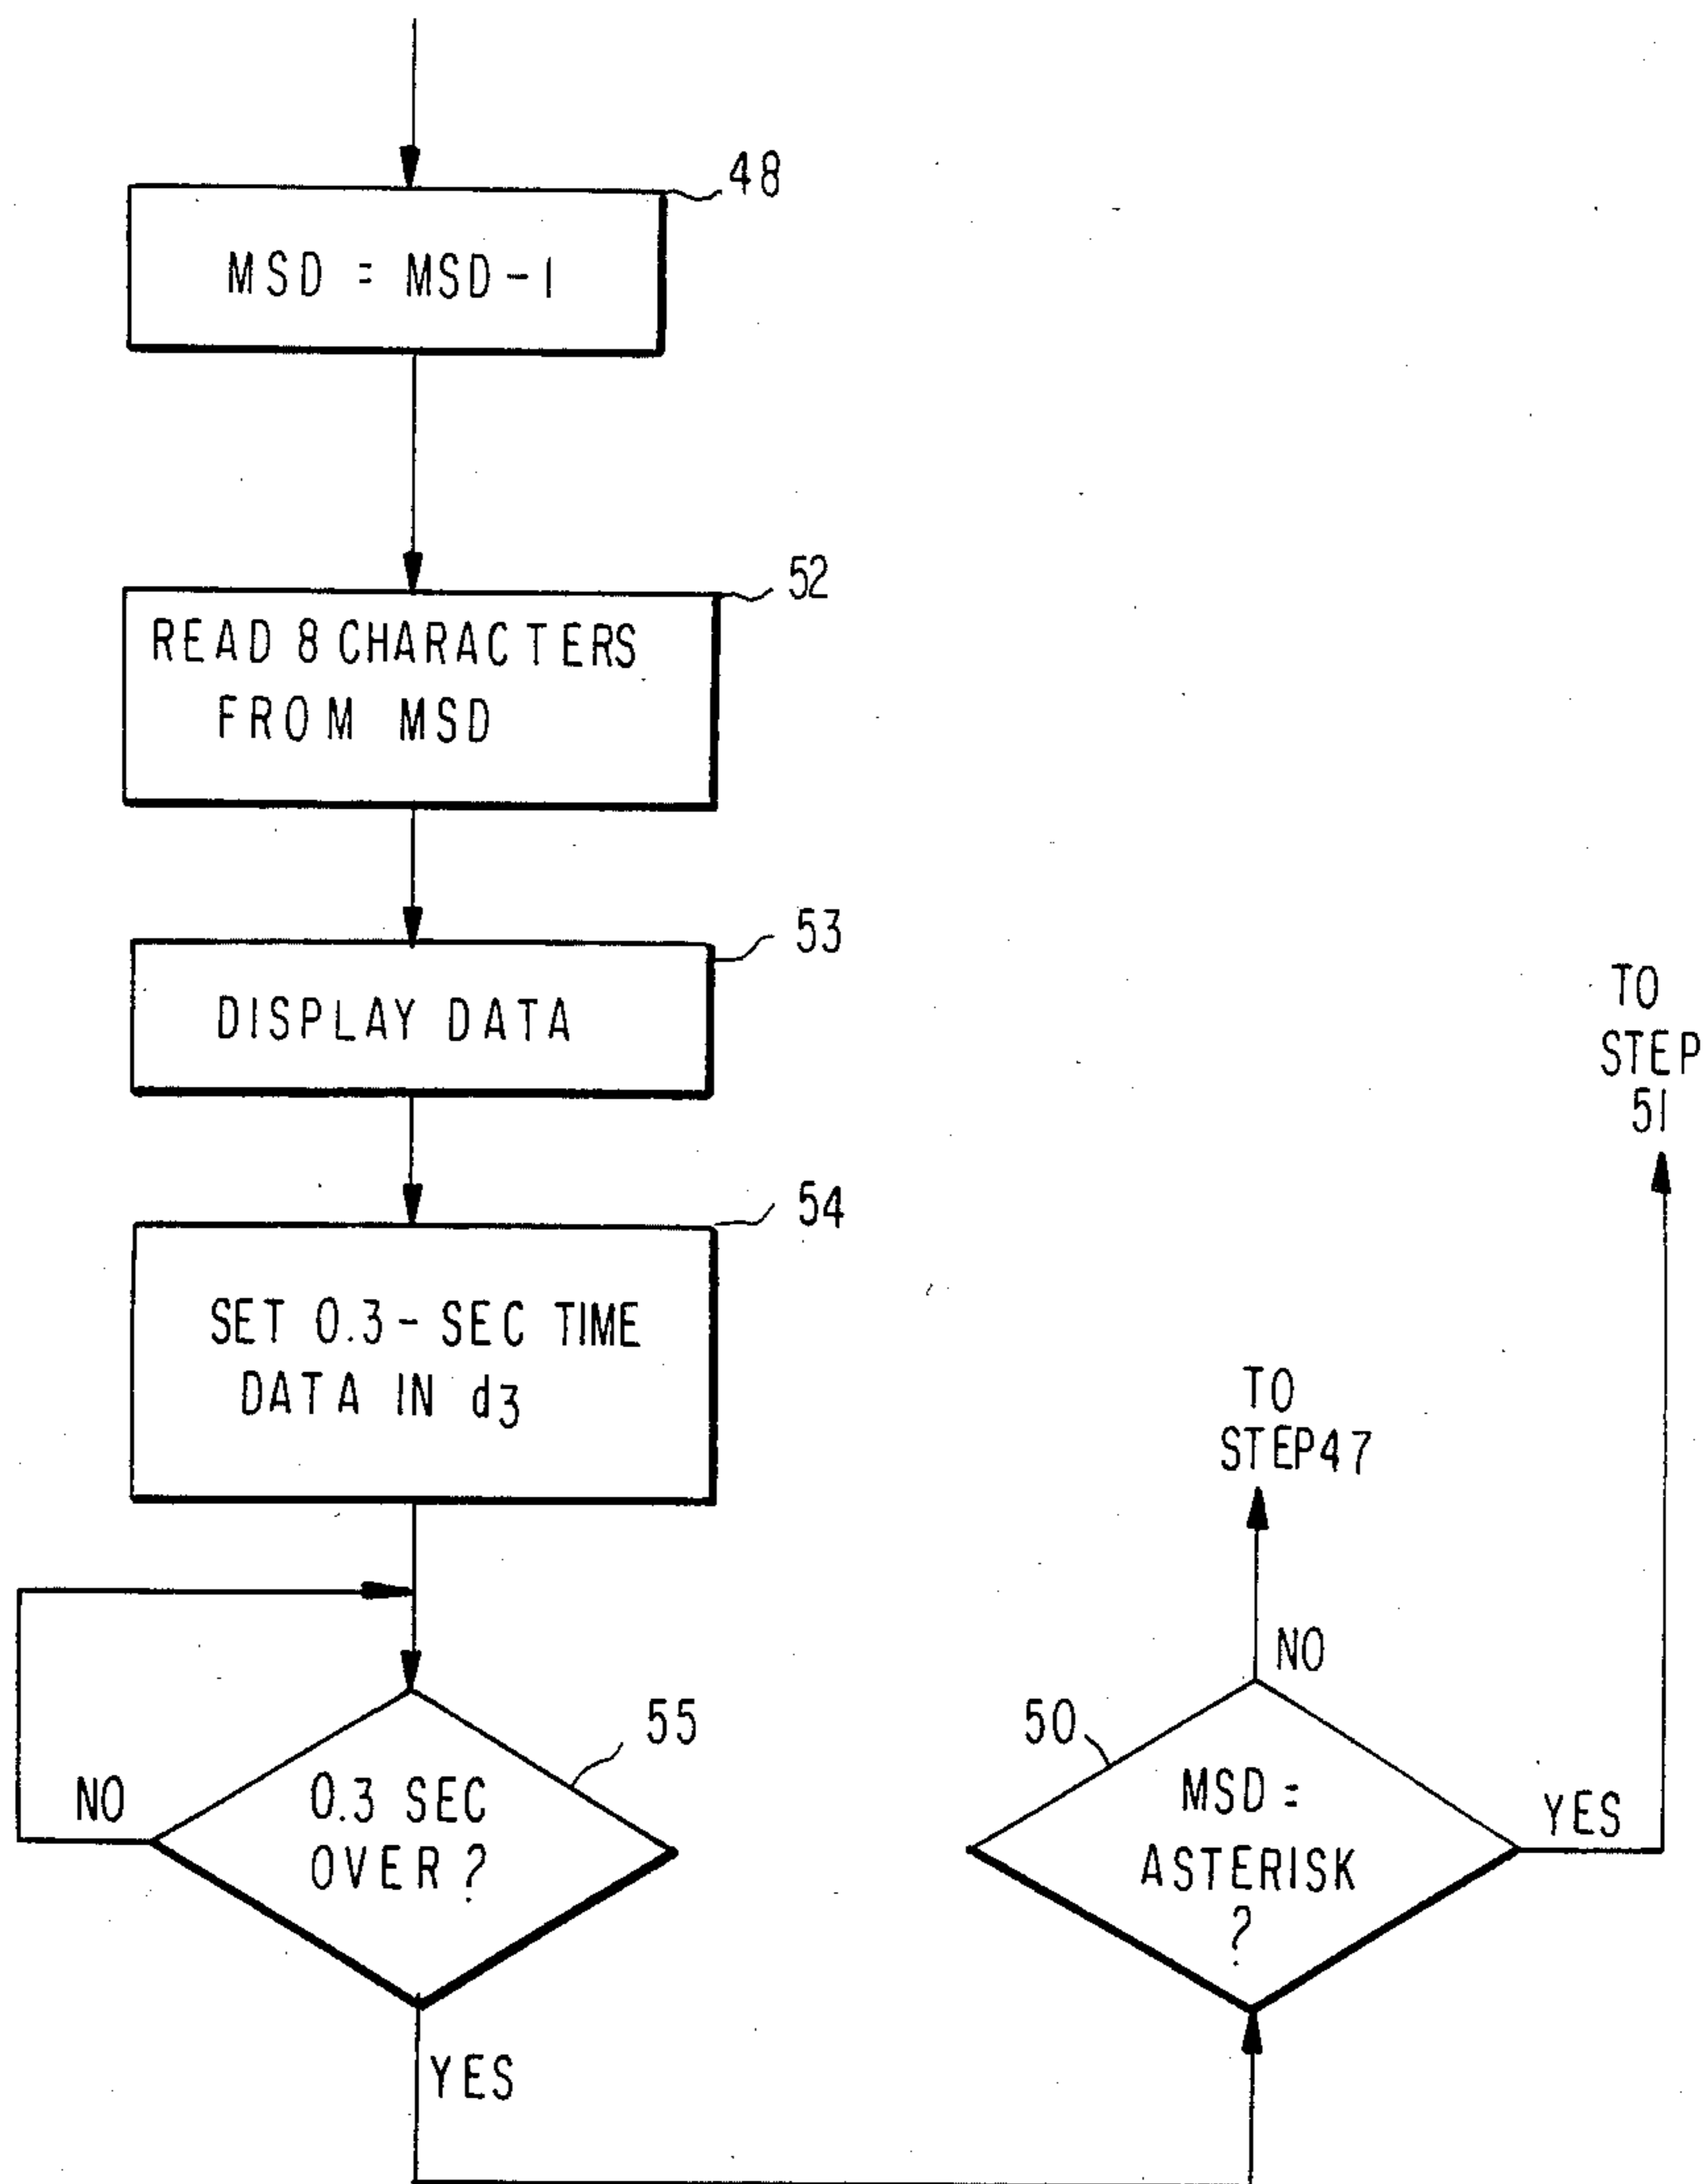 48
MSD = MSD-1
52
READ 8 CHARACTERS
FROM MSD
53
DISPLAY DATA
54
SET 0.3-SEC TIME
DATA IN d3
55
0.3 SEC
OVER ?
NO
YES
50
MSD =
ASTERISK
?
NO
TO
STEP47
YES
TO
STEP
51